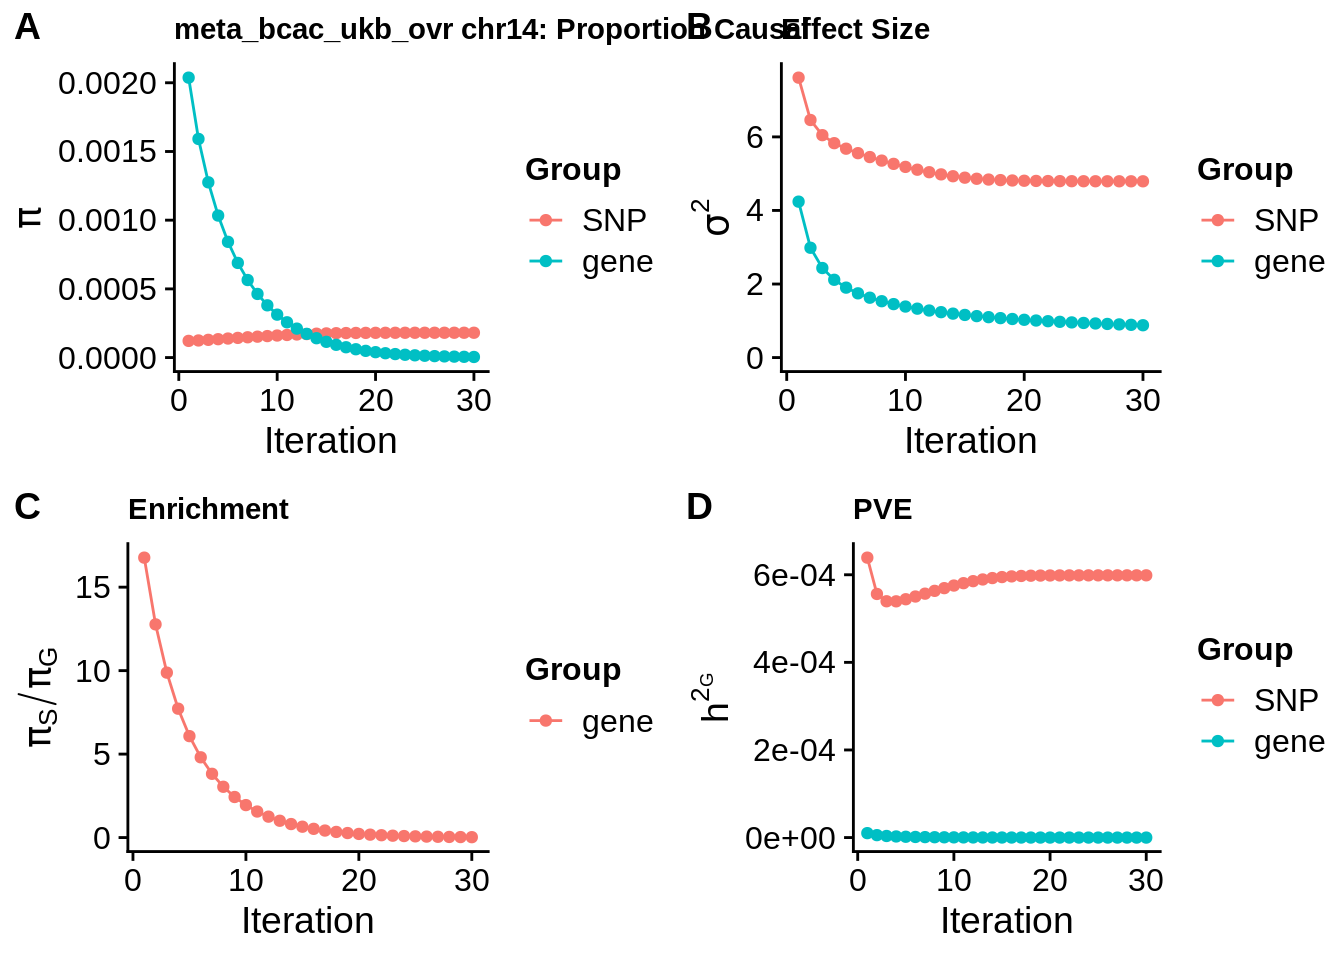 A
meta_bcac_ukb_ovr chr14: Proportion Causal
0.0020
0.0015
0.0010
0.0005
0.0000
π
0 10 20 30
Iteration
Group
SNP
gene
B
Effect Size
6
4
2
0
σ²
0 10 20 30
Iteration
Group
SNP
gene
C
Enrichment
15
10
5
0
πS/πG
0 10 20 30
Iteration
Group
gene
D
PVE
6e-04
4e-04
2e-04
0e+00
h²G
0 10 20 30
Iteration
Group
SNP
gene